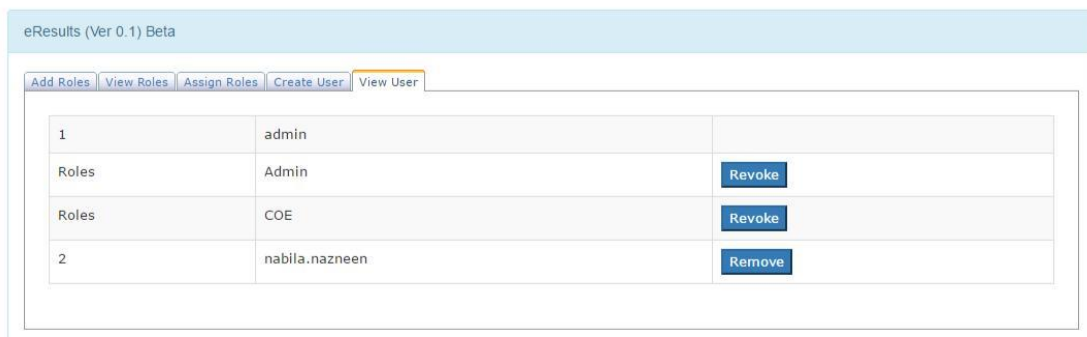 eResults (Ver 0.1) Beta
Add Roles View Roles Assign Roles Create User View User
1 admin
Roles Admin Revoke
Roles COE Revoke
2 nabila.nazneen Remove